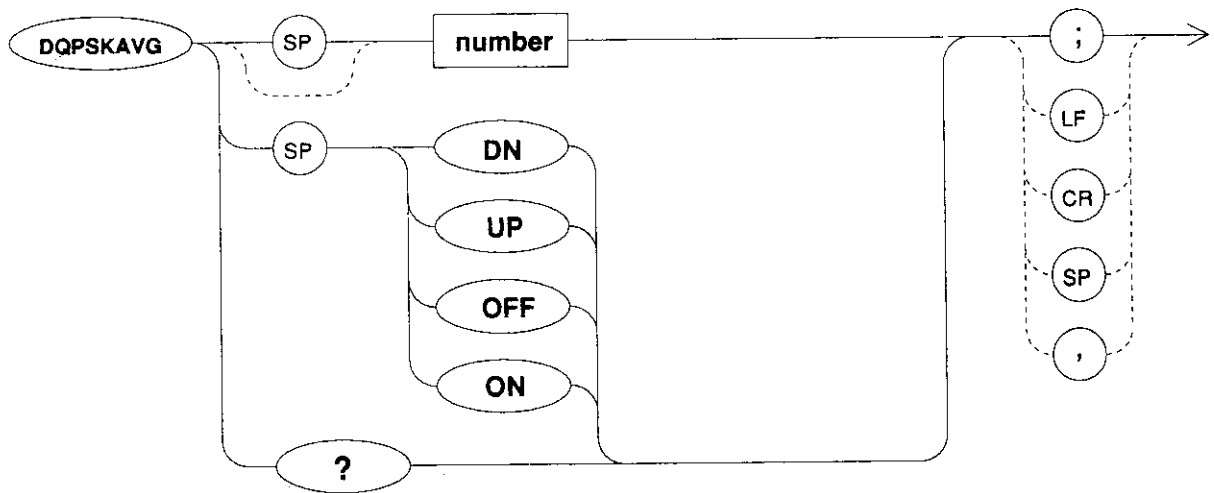 DQPSKAVG SP number ;
LF
SP DN
UP CR
OFF SP
ON ,
?